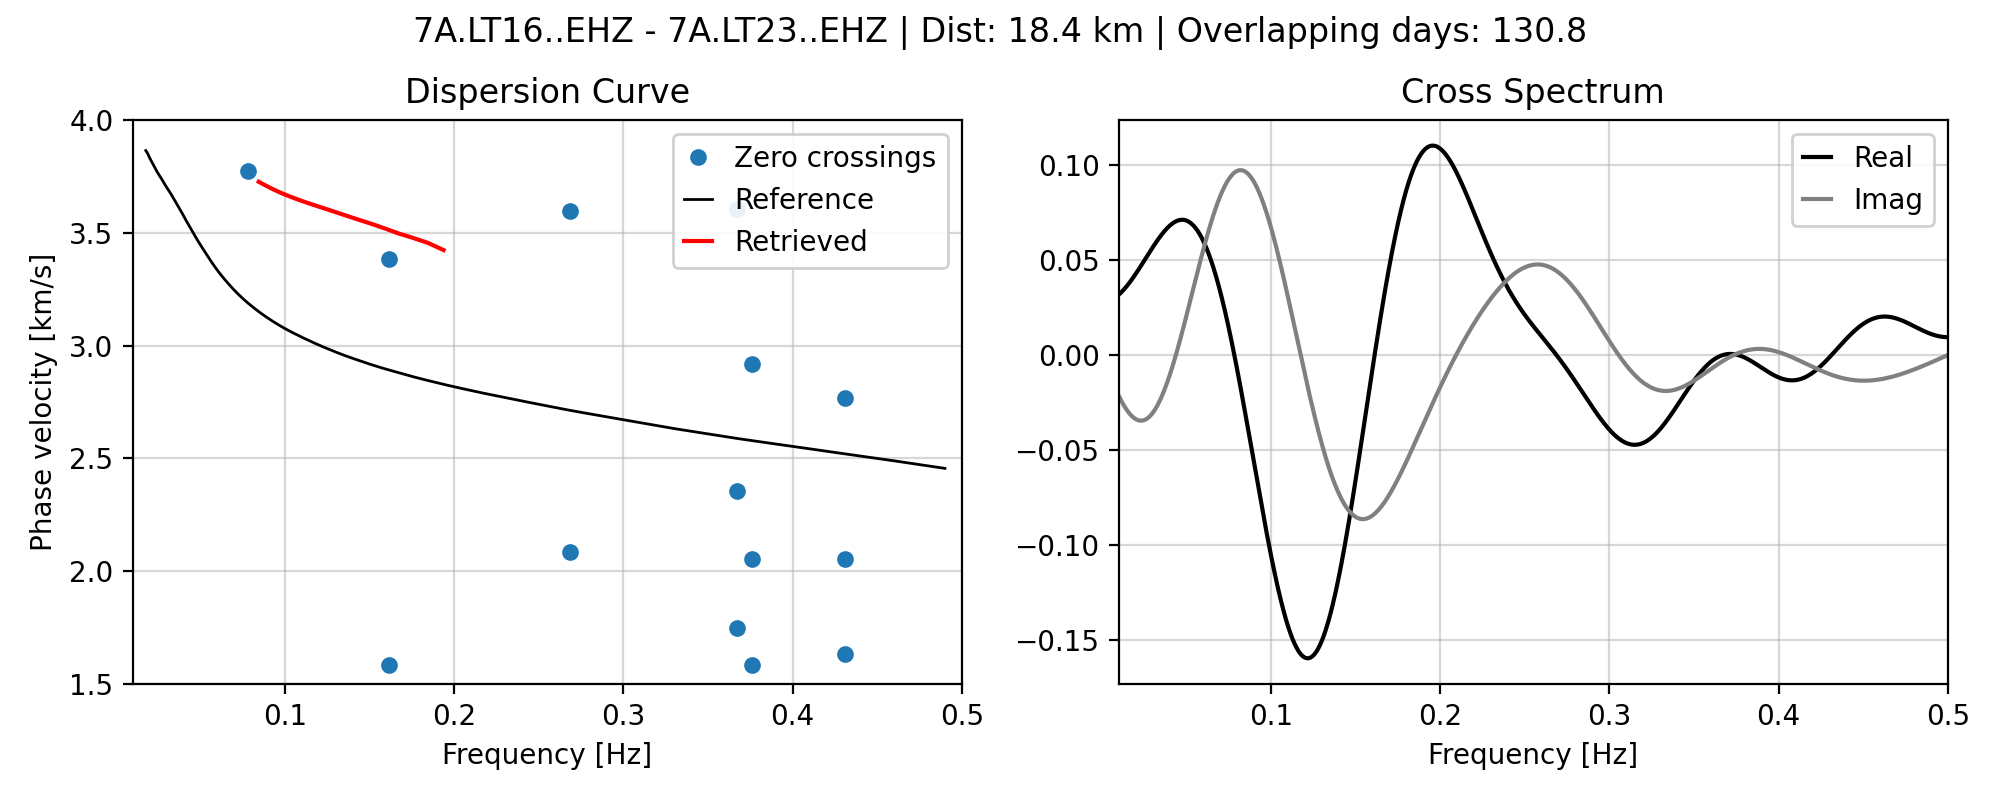 7A.LT16..EHZ - 7A.LT23..EHZ | Dist: 18.4 km | Overlapping days: 130.8
Dispersion Curve
4.0
3.5
3.0
2.5
2.0
1.5
Phase velocity [km/s]
0.1
0.2
0.3
0.4
0.5
Frequency [Hz]
Zero crossings
Reference
Retrieved
Cross Spectrum
0.10
0.05
0.00
−0.05
−0.10
−0.15
0.1
0.2
0.3
0.4
0.5
Frequency [Hz]
Real
Imag